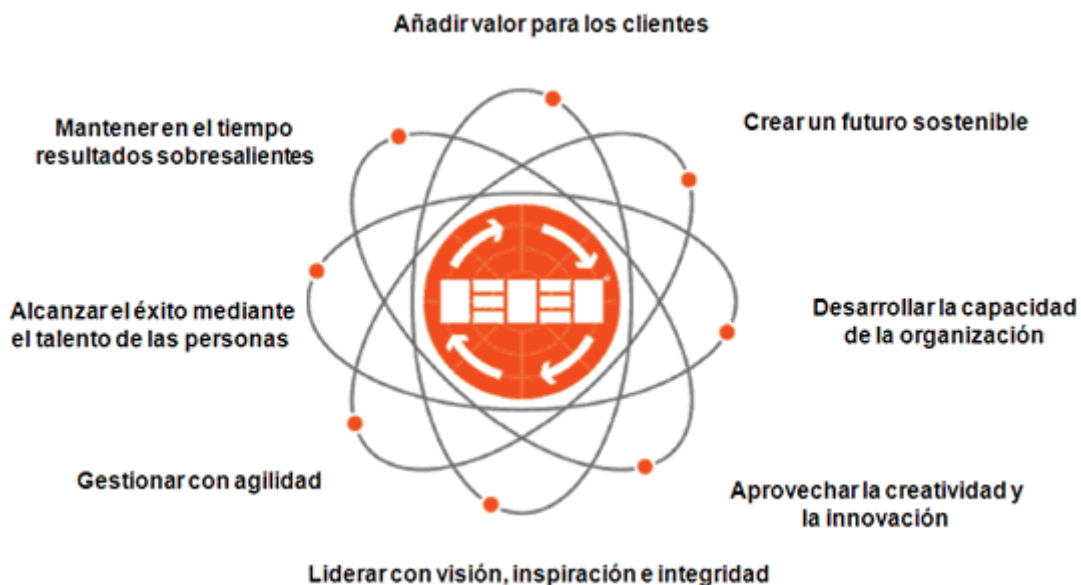 Añadir valor para los clientes
Crear un futuro sostenible
Desarrollar la capacidad
de la organización
Aprovechar la creatividad y
la innovación
Liderar con visión, inspiración e integridad
Gestionar con agilidad
Alcanzar el éxito mediante
el talento de las personas
Mantener en el tiempo
resultados sobresalientes